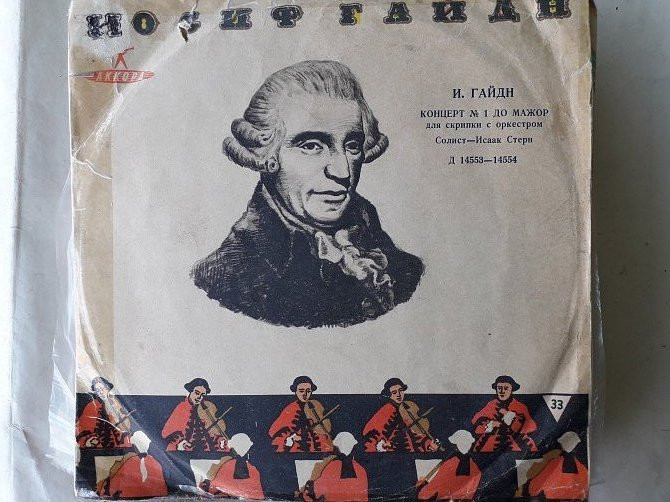 ИОСИФ ГАЙДН
АККОРД
И. ГАЙДН
КОНЦЕРТ № 1 ДО МАЖОР
для скрипки с оркестром
Солист—Исаак Стерн
Д 14553—14554
33